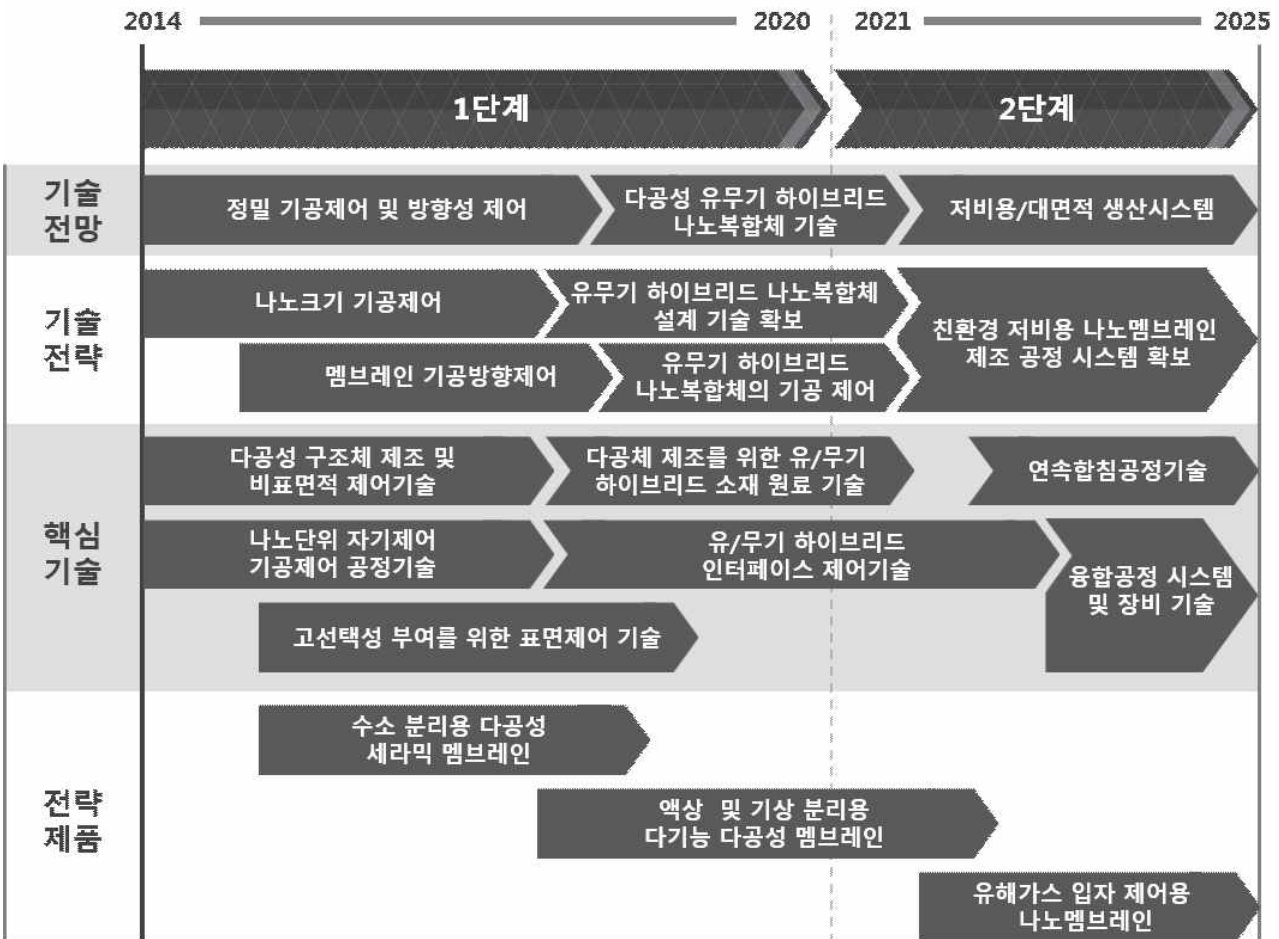 2014
2020
2021
2025
1단계
2단계
기술
전망
정밀 기공제어 및 방향성 제어
다공성 유무기 하이브리드
나노복합체 기술
저비용/대면적 생산시스템
기술
전략
나노크기 기공제어
유무기 하이브리드 나노복합체
설계 기술 확보
친환경 저비용 나노멤브레인
제조 공정 시스템 확보
멤브레인 기공방향제어
유무기 하이브리드
나노복합체의 기공 제어
핵심
기술
다공성 구조체 제조 및
비표면적 제어기술
다공체 제조를 위한 유/무기
하이브리드 소재 원료 기술
연속합침공정기술
나노단위 자기제어
기공제어 공정기술
유/무기 하이브리드
인터페이스 제어기술
융합공정 시스템
및 장비 기술
고선택성 부여를 위한 표면제어 기술
전략
제품
수소 분리용 다공성
세라믹 멤브레인
액상 및 기상 분리용
다기능 다공성 멤브레인
유해가스 입자 제어용
나노멤브레인